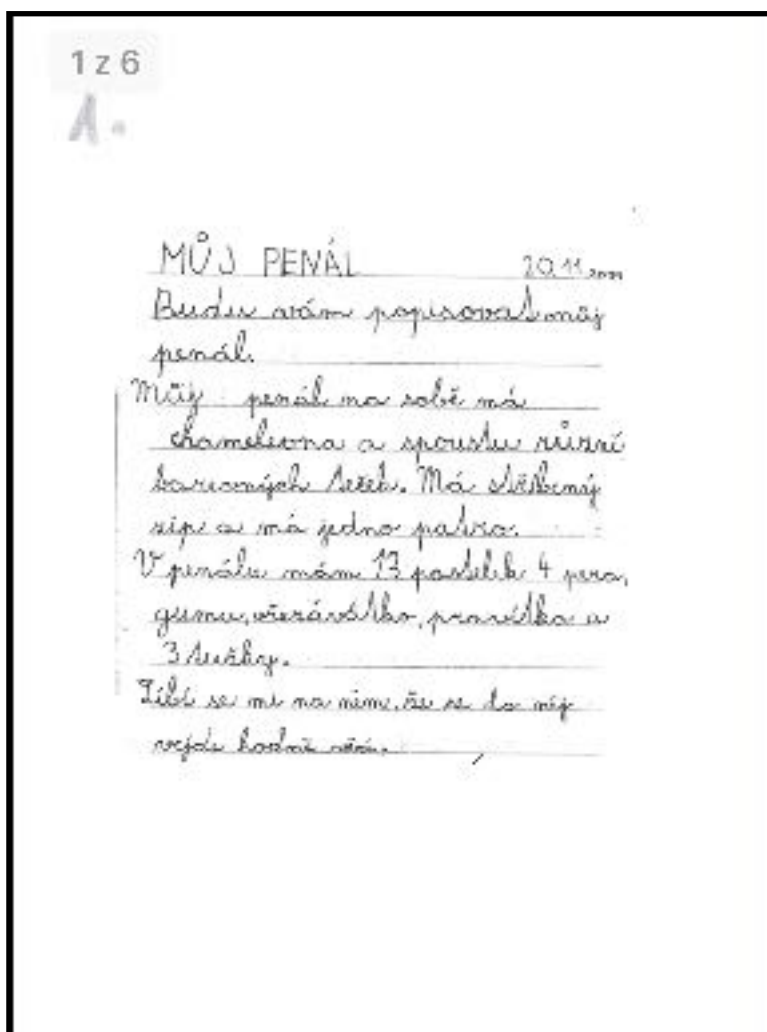 1 z 6
A.
MŮJ PENÁL 20.11.
Budu vám popisovat můj
penál.
Můj penál na sobě má
chameleona a spoustu různě
barevných teček. Má stříbrný
zip a má jedno patro.
V penálu mám 13 pastelek 4 pera,
gumu, ořezávátko, pravítko a
3 tužky.
Líbí se mi na něm, že se do něj
vejde hodně věcí.